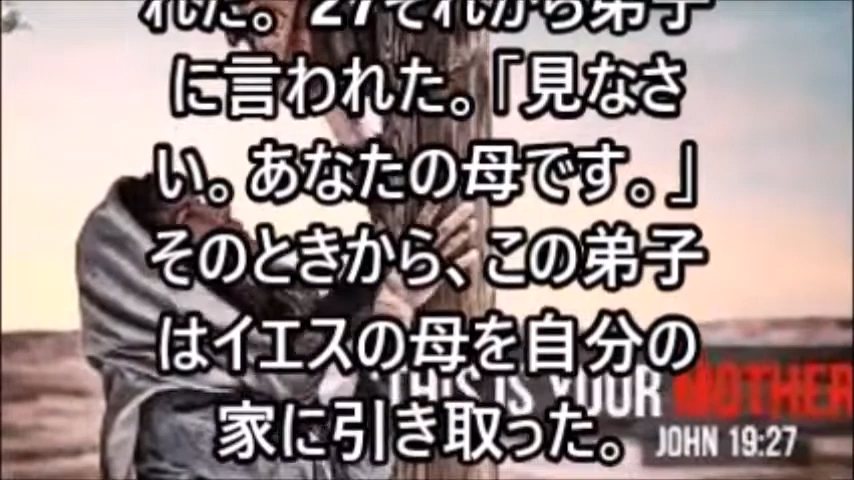 れた。27それから弟子
に言われた。「見なさ
い。あなたの母です。」
そのときから、この弟子
はイエスの母を自分の
家に引き取った。
THIS IS YOUR MOTHER
JOHN 19:27